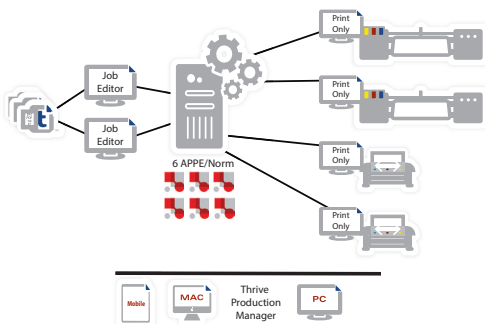 Print
Only
Print
Only
Job
Editor
Job
Editor
t
6 APPE/Norm
Print
Only
Print
Only
Mobile
MAC
Thrive
Production
Manager
PC